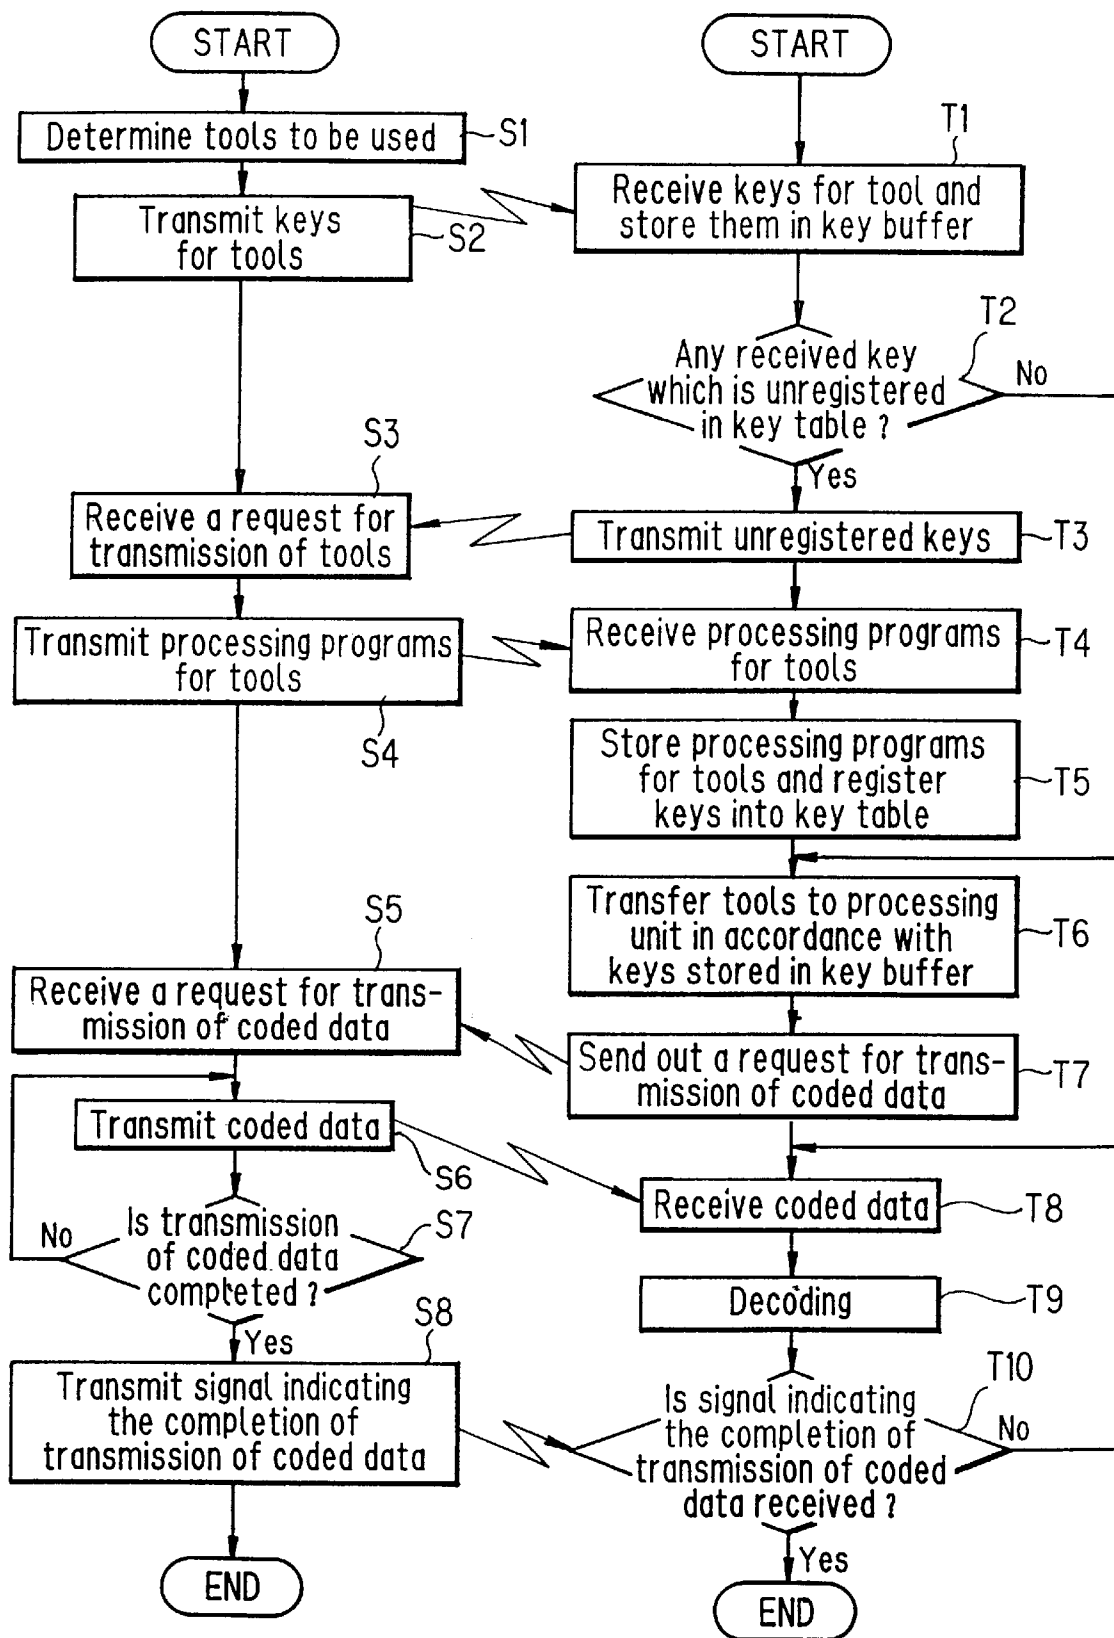 START
Determine tools to be used
S1
Transmit keys
for tools
S2
Receive a request for
transmission of tools
S3
Transmit processing programs
for tools
S4
Receive a request for trans-
mission of coded data
S5
Transmit coded data
S6
Is transmission
of coded data
completed ?
S7
No
Yes
Transmit signal indicating
the completion of
transmission of coded data
S8
END
START
Receive keys for tool and
store them in key buffer
T1
Any received key
which is unregistered
in key table ?
T2
No
Yes
Transmit unregistered keys
T3
Receive processing programs
for tools
T4
Store processing programs
for tools and register
keys into key table
T5
Transfer tools to processing
unit in accordance with
keys stored in key buffer
T6
Send out a request for trans-
mission of coded data
T7
Receive coded data
T8
Decoding
T9
Is signal indicating
the completion of
transmission of coded
data received ?
T10
No
Yes
END